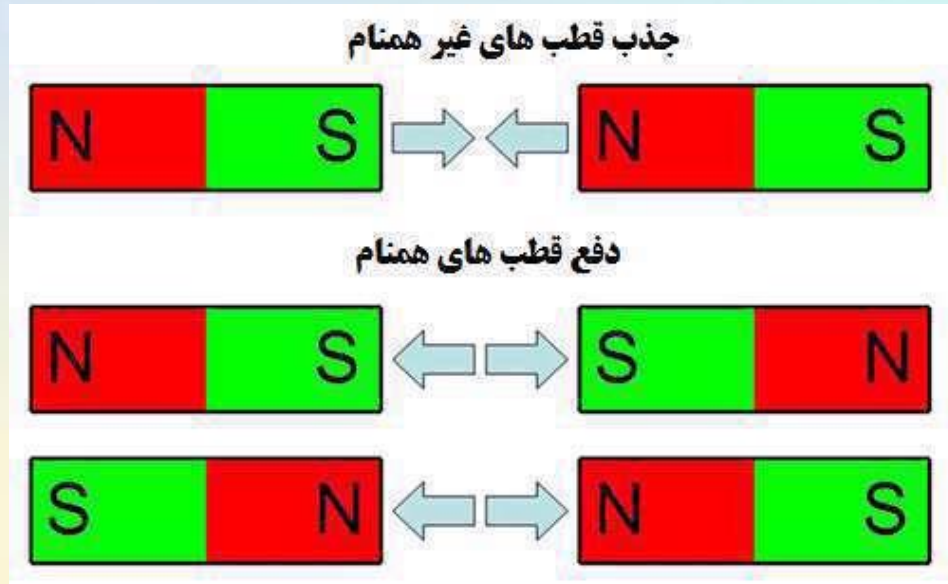 جذب قطب های غیر همنام
N S N S
دفع قطب های همنام
N S S N
S N N S